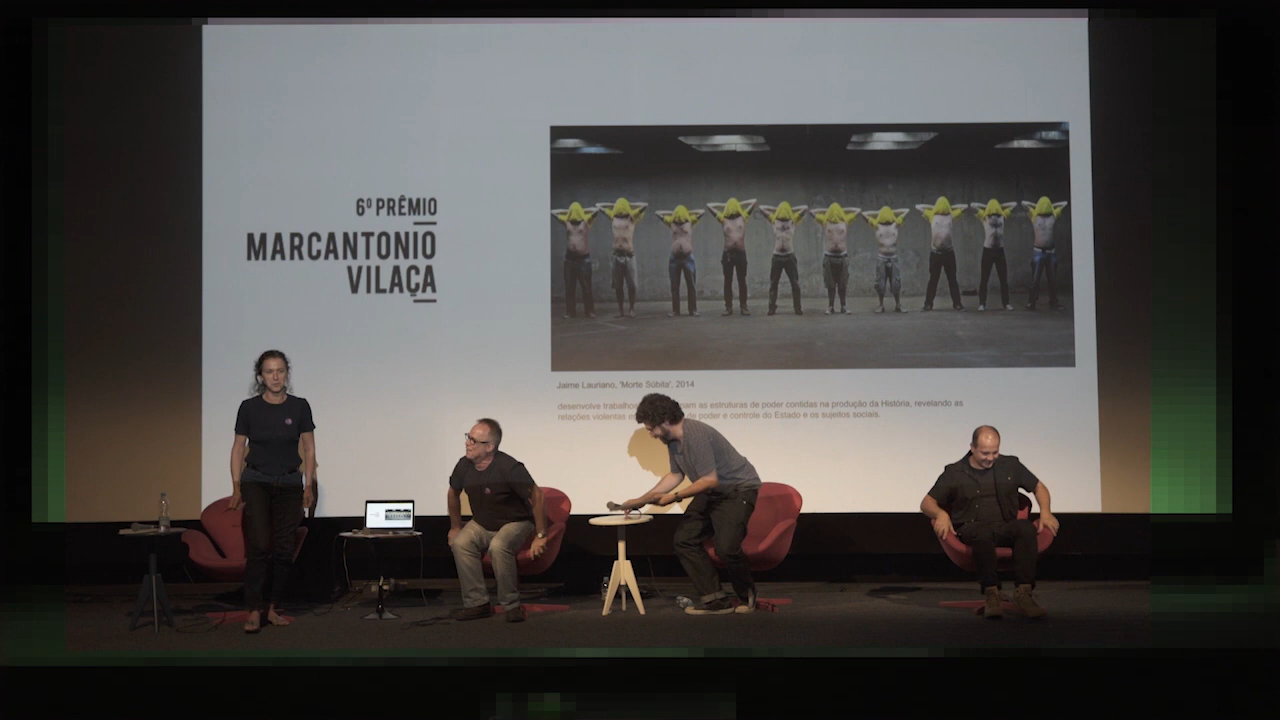 6º PRÊMIO
MARCANTONIO
VILAÇA
Jaime Lauriano, 'Morte Súbita', 2014
desenvolve trabalhos as estruturas de poder contidas na produção da História, revelando as
relações violentas de poder e controle do Estado e os sujeitos sociais.